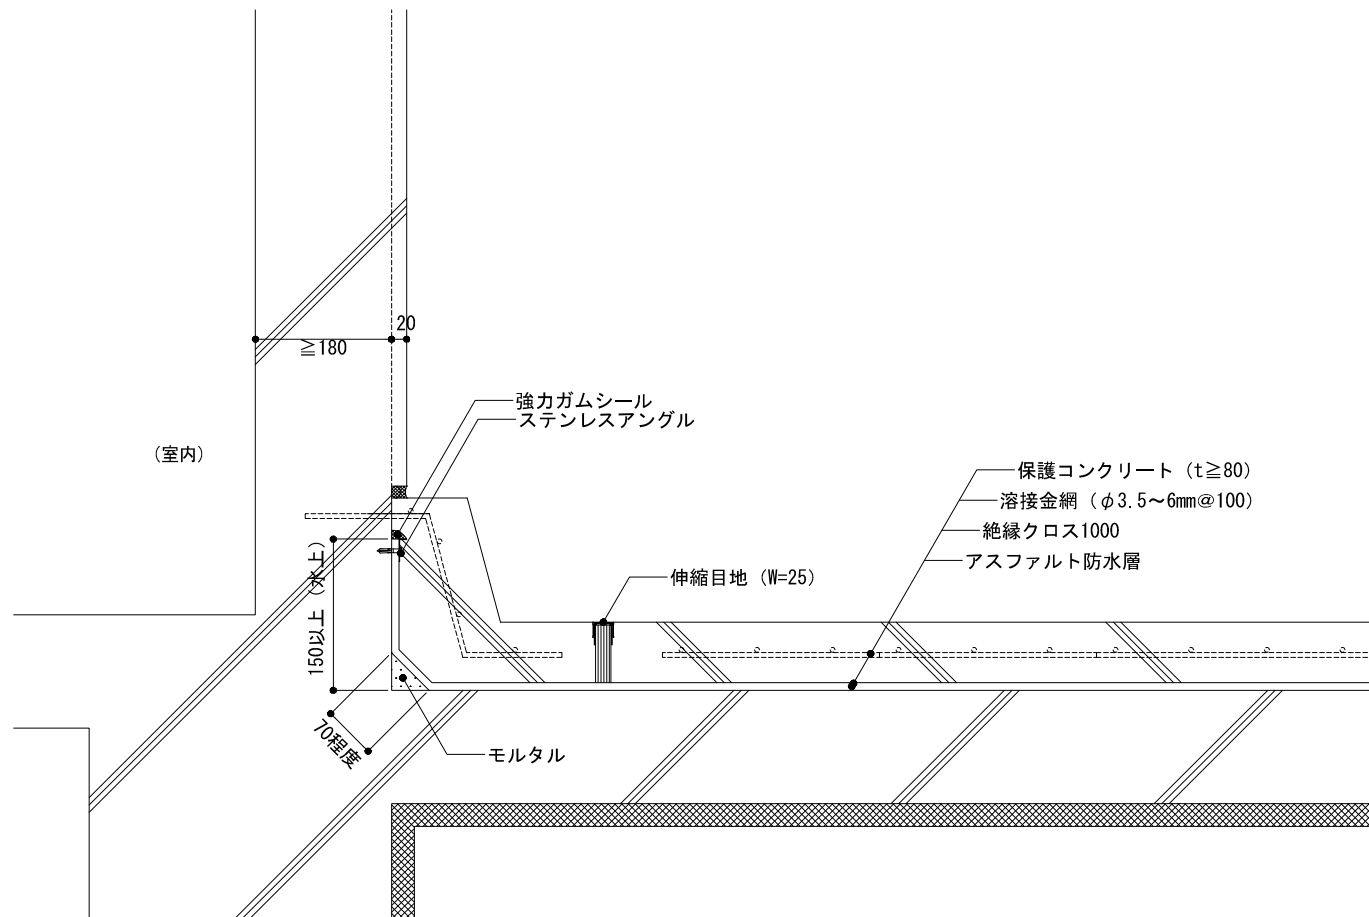 20
≧180
強力ガムシール
ステンレスアングル
（室内）
保護コンクリート（t≧80）
溶接金網（φ3.5～6mm@100）
絶縁クロス1000
アスファルト防水層
伸縮目地（W=25）
150以上（水上）
70程度
モルタル